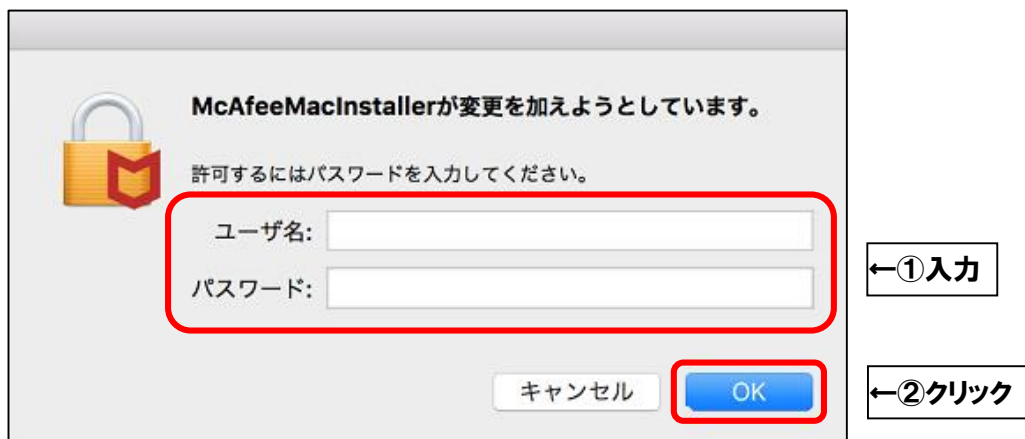 McAfeeMacInstallerが変更を加えようとしています。
許可するにはパスワードを入力してください。
ユーザ名:
パスワード:
←①入力
キャンセル
OK
←②クリック